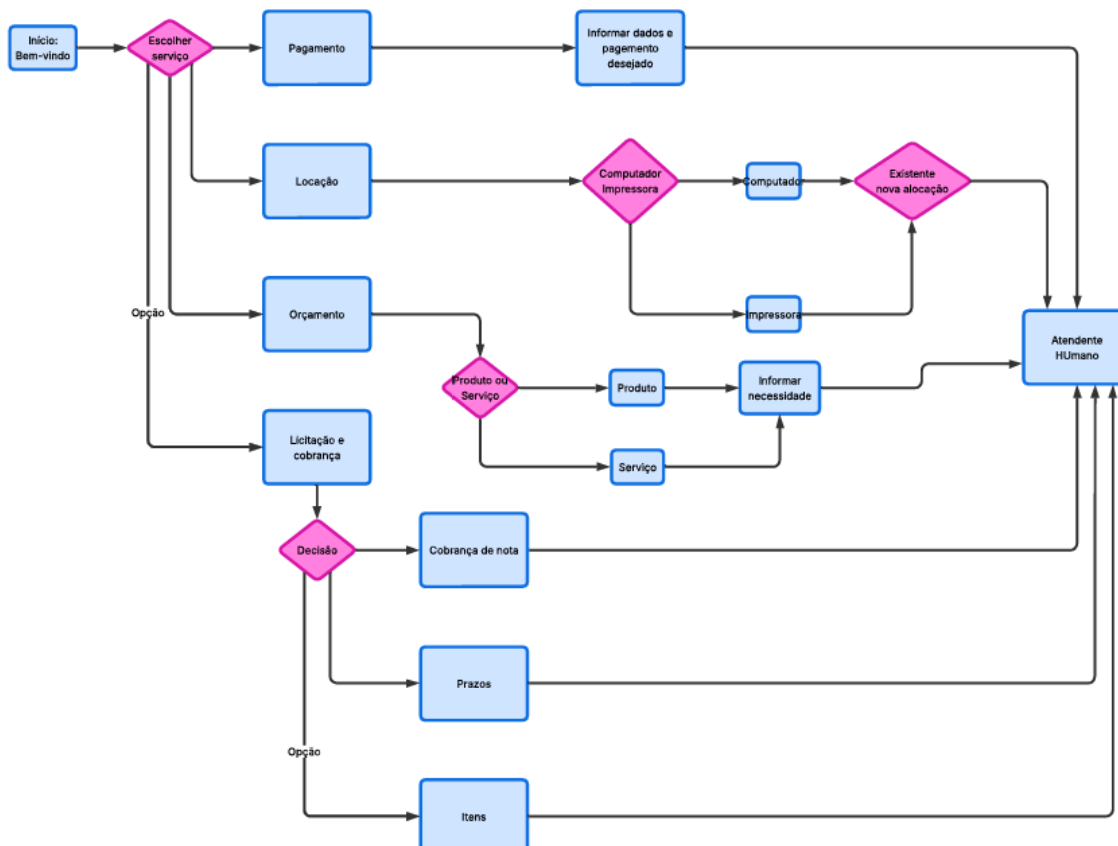 Início:
Bem-vindo
Escolher
serviço
Pagamento
Informar dados e
pagamento
desejado
Locação
Computador
Impressora
Computador
Existente
nova alocação
Opção
Orçamento
Impressora
Atendente
HUmano
Produto ou
Serviço
Produto
Informar
necessidade
Licitação e
cobrança
Serviço
Decisão
Cobrança de nota
Prazos
Opção
Itens